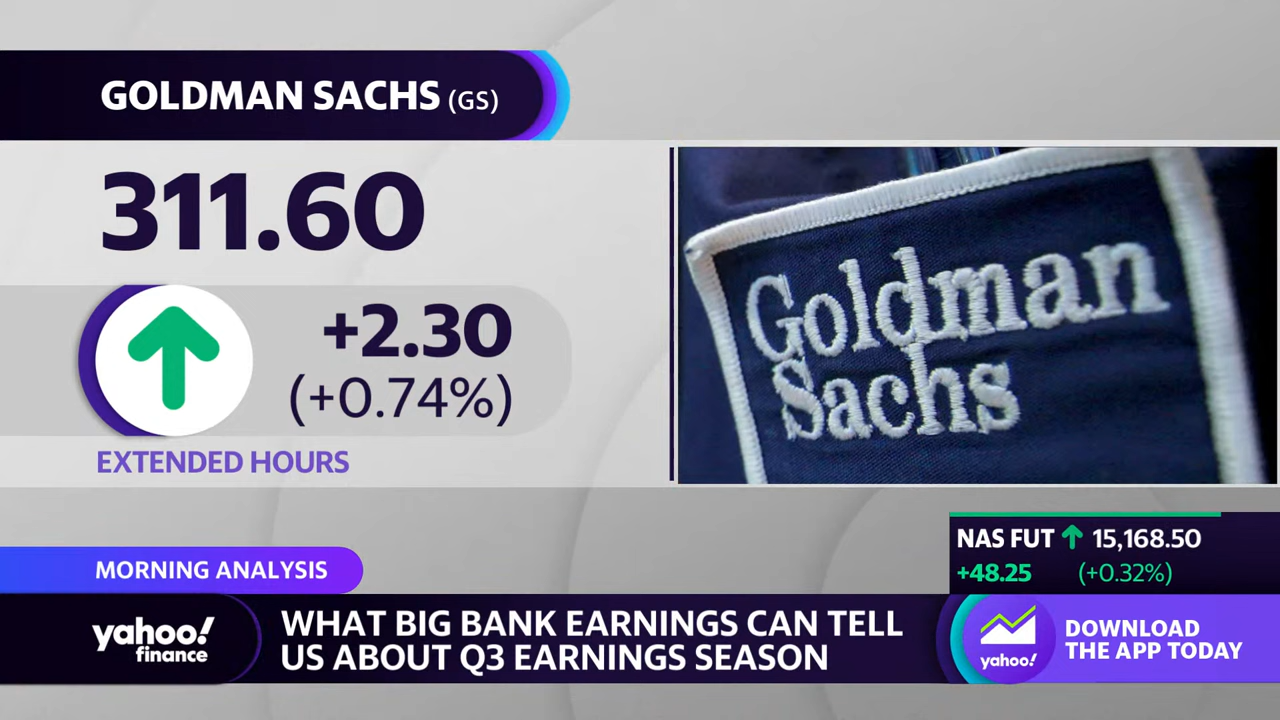 GOLDMAN SACHS (GS)
311.60
+2.30
(+0.74%)
EXTENDED HOURS
Goldman
Sachs
NAS FUT 15,168.50
+48.25 (+0.32%)
MORNING ANALYSIS
yahoo!
finance
WHAT BIG BANK EARNINGS CAN TELL
US ABOUT Q3 EARNINGS SEASON
yahoo!
DOWNLOAD
THE APP TODAY